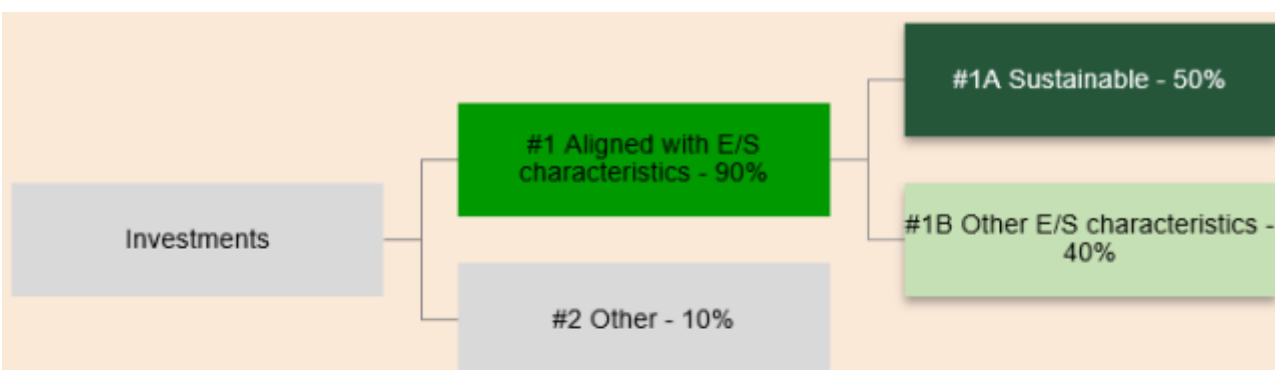 #1A Sustainable - 50%
#1 Aligned with E/S
characteristics - 90%
#1B Other E/S characteristics -
40%
Investments
#2 Other - 10%